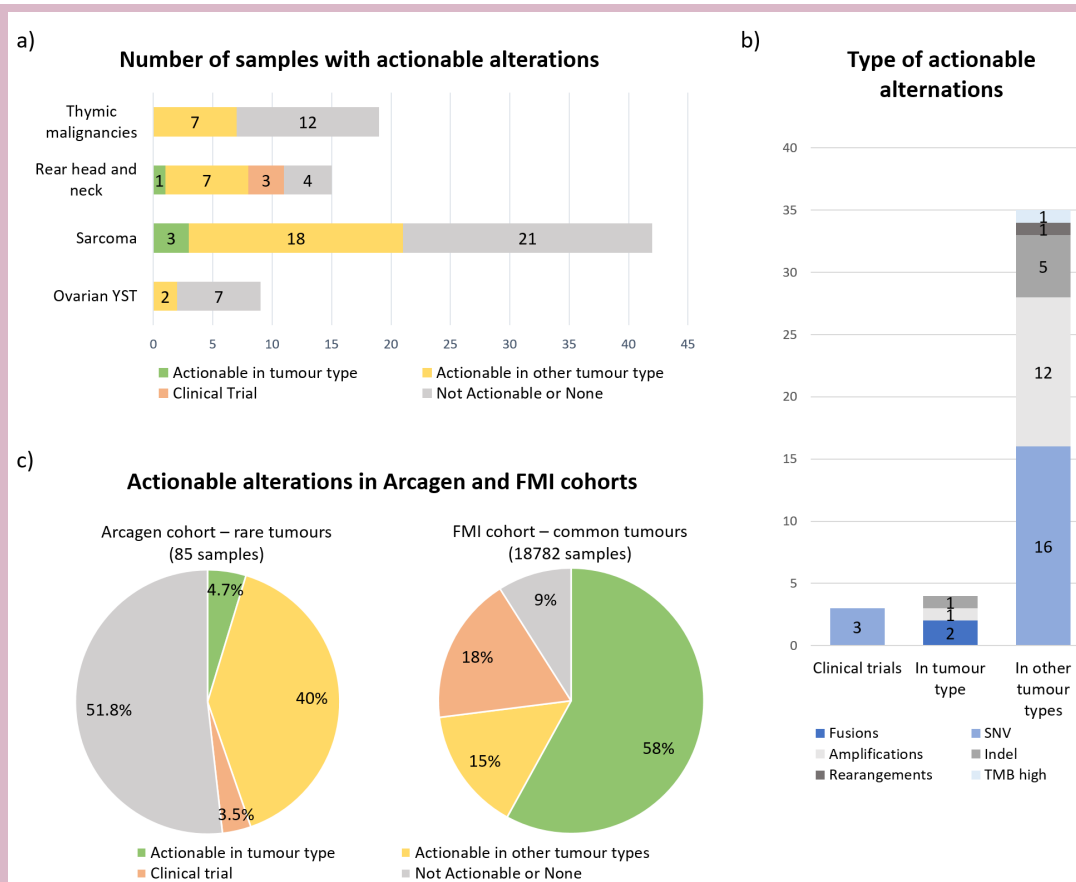 a)
Number of samples with actionable alterations
Thymic
malignancies
7 12
Rear head and
neck
1 7 3 4
Sarcoma
3 18 21
Ovarian YST
2 7
0 5 10 15 20 25 30 35 40 45
Actionable in tumour type Actionable in other tumour type
Clinical Trial Not Actionable or None
b)
Type of actionable
alternations
40
35
30
25
20
15
10
5
0
3
1
1
2
1
1
5
12
16
Clinical trials
In tumour
type
In other
tumour
types
Fusions SNV
Amplifications Indel
Rearangements TMB high
c)
Actionable alterations in Arcagen and FMI cohorts
Arcagen cohort – rare tumours
(85 samples)
4.7%
40%
3.5%
51.8%
FMI cohort – common tumours
(18782 samples)
9%
18%
15%
58%
Actionable in tumour type Actionable in other tumour types
Clinical trial Not Actionable or None